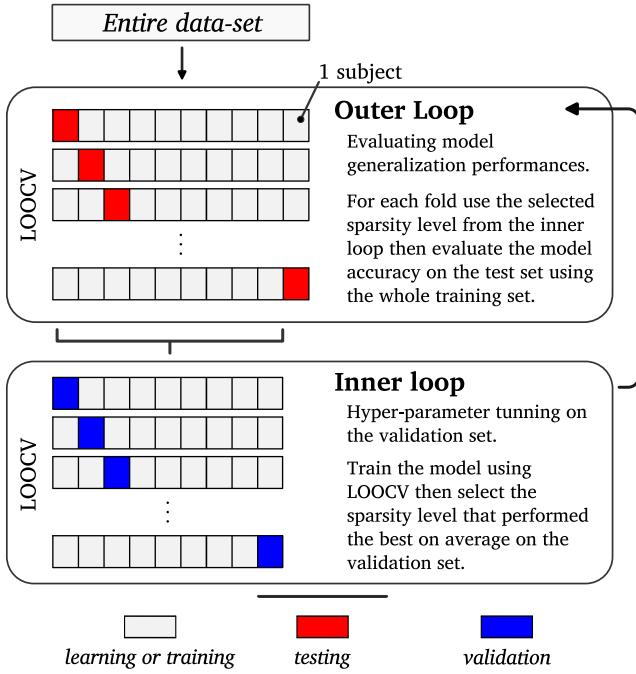 Entire data-set
1 subject
LOOCV
Outer Loop
Evaluating model
generalization performances.
For each fold use the selected
sparsity level from the inner
loop then evaluate the model
accuracy on the test set using
the whole training set.
LOOCV
Inner loop
Hyper-parameter tunning on
the validation set.
Train the model using
LOOCV then select the
sparsity level that performed
the best on average on the
validation set.
learning or training
testing
validation